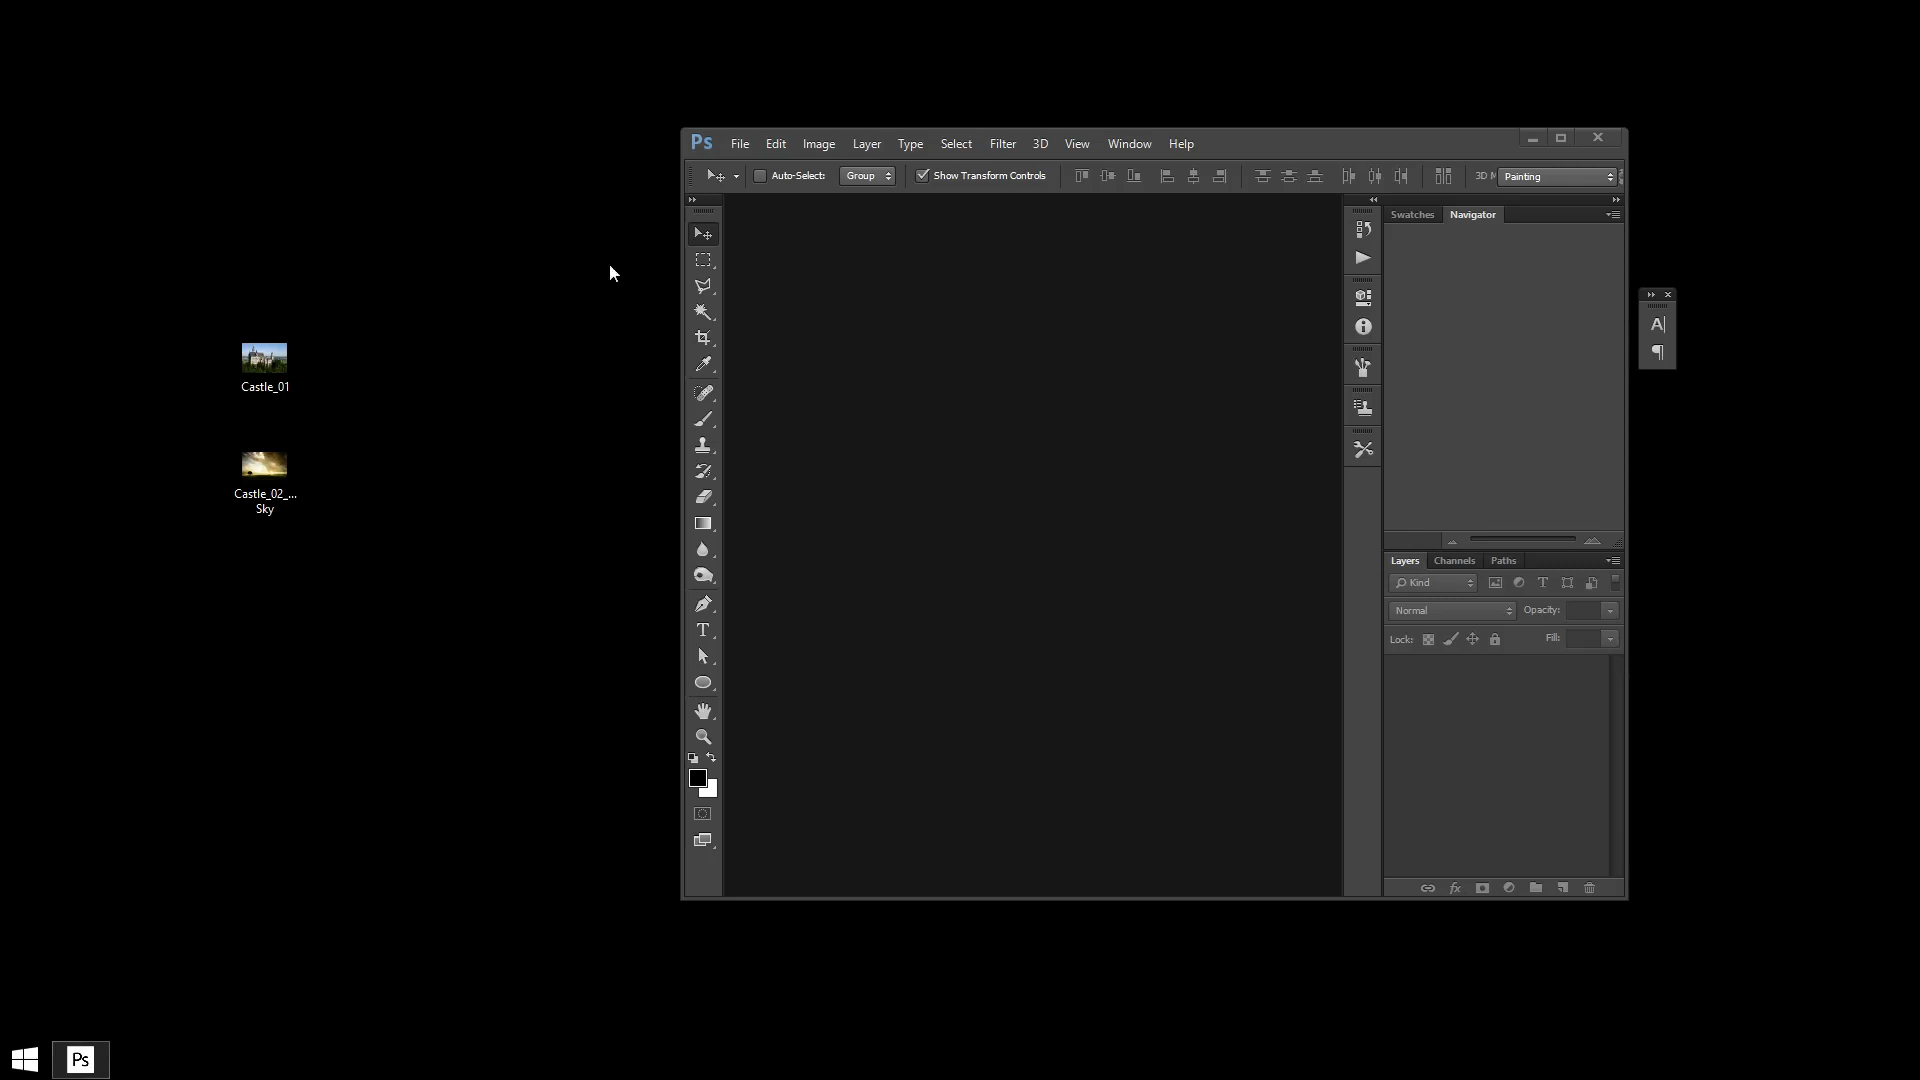 Ps File Edit Image Layer Type Select Filter 3D View Window Help
Auto-Select: Group Show Transform Controls 3D M Painting
Swatches Navigator
A
Castle_01
Castle_02_...
Sky
Layers Channels Paths
Kind T
Normal Opacity:
Lock: Fill:
T
fx
Ps